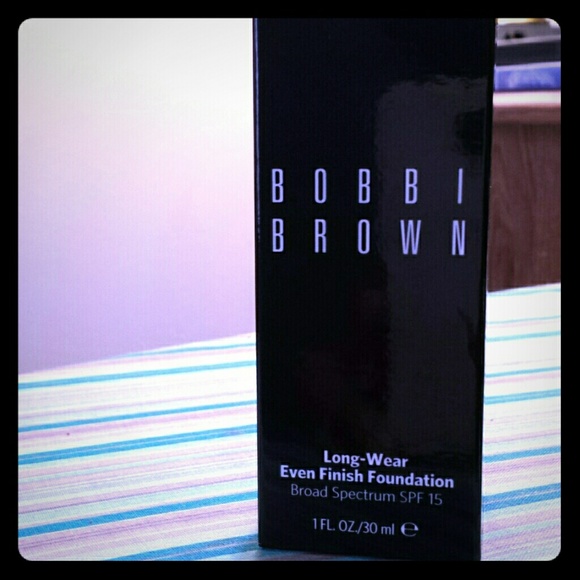 BOBBI
BROWN
Long-Wear
Even Finish Foundation
Broad Spectrum SPF 15
1 FL. OZ./30 ml ℮